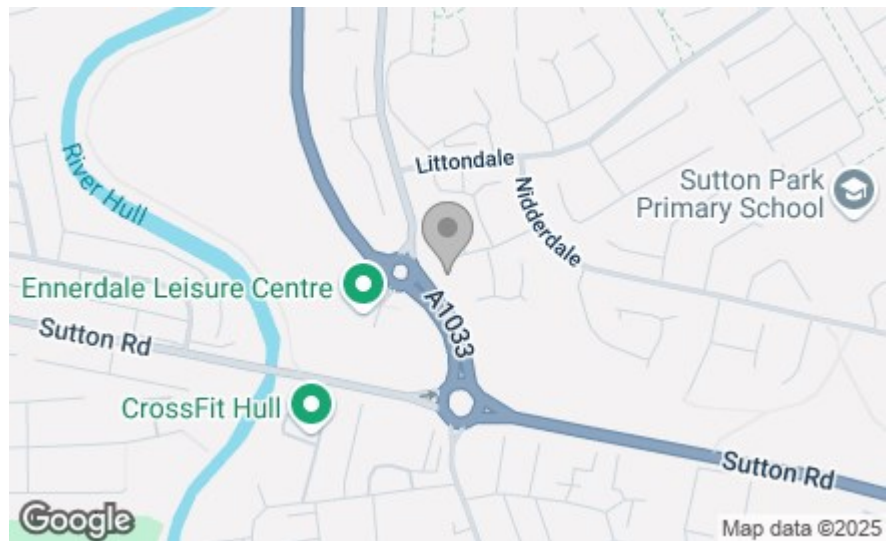 Littondale
Nidderdale
Sutton Park
Primary School
River Hull
Ennerdale Leisure Centre
A1033
Sutton Rd
CrossFit Hull
Sutton Rd
Google
Map data ©2025